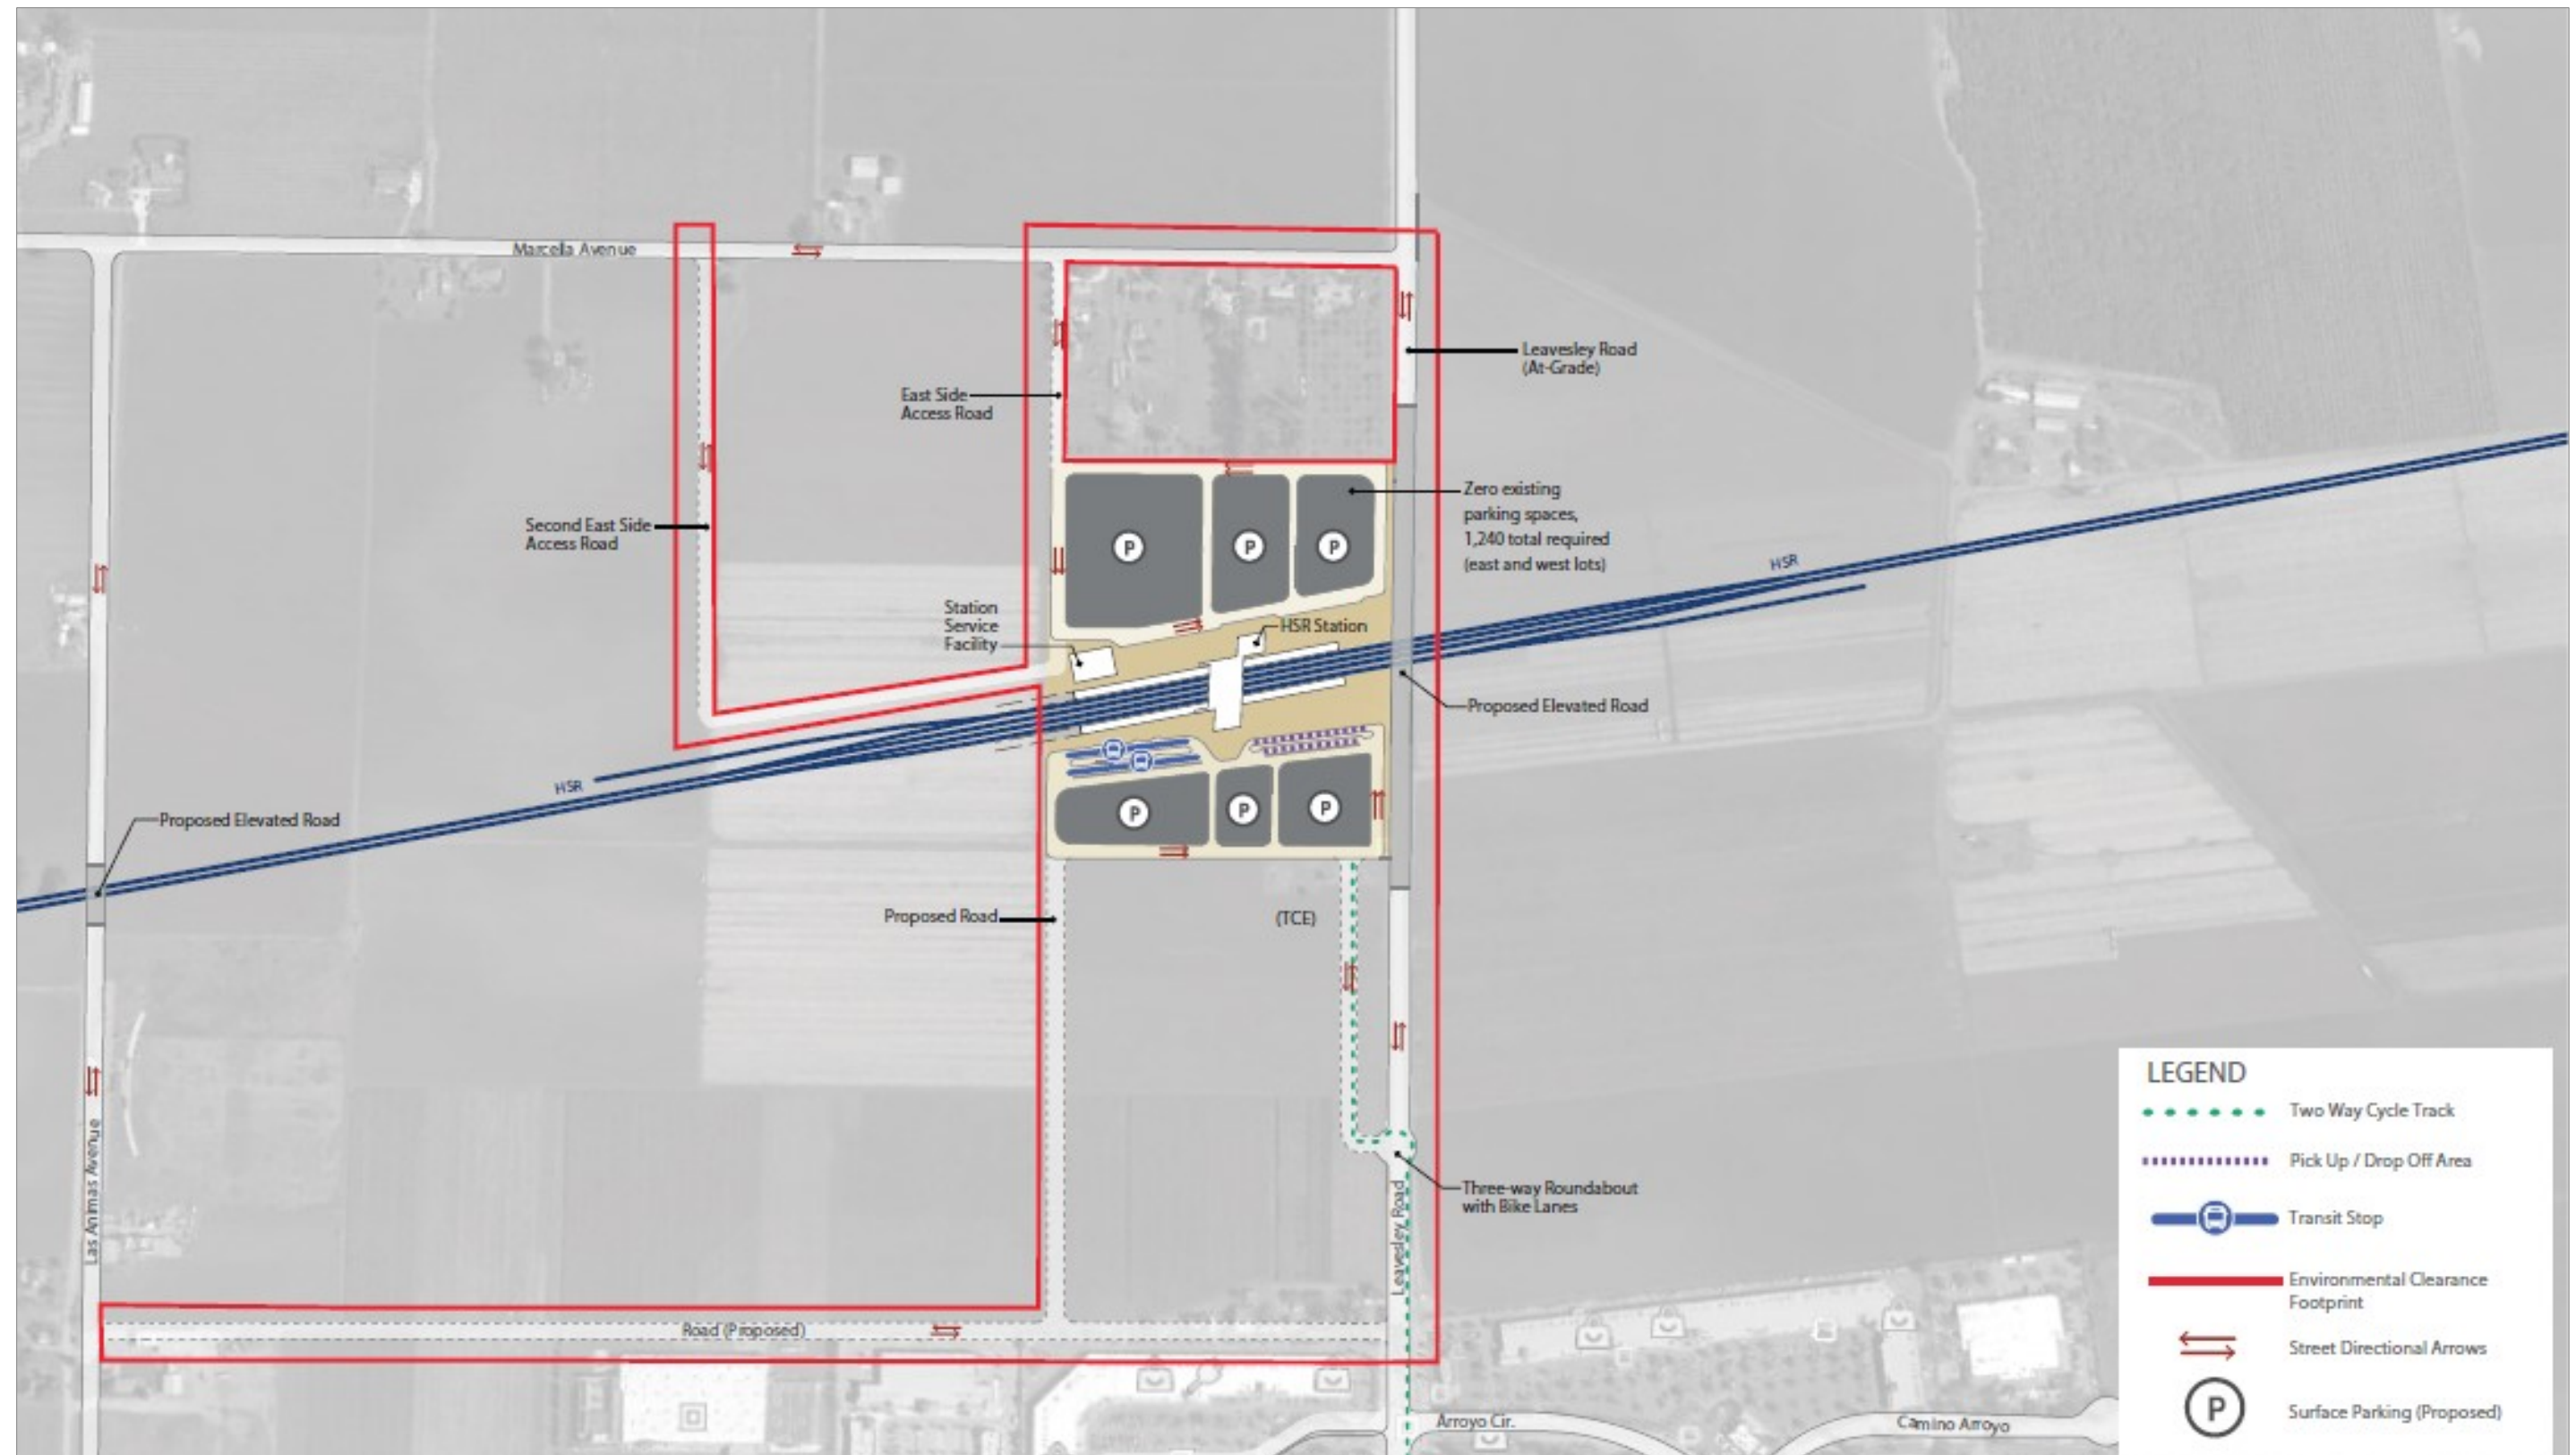 Marcella Avenue
Leavesley Road
(At-Grade)
East Side
Access Road
Zero existing
parking spaces,
1,240 total required
(east and west lots)
P
P
P
Second East Side
Access Road
HSR
Station
Service
Facility
HSR Station
Proposed Elevated Road
HSR
Proposed Elevated Road
P
P
P
Proposed Road
(TCE)
Las Animas Avenue
Leavesley Road
Three-way Roundabout
with Bike Lanes
Road (Proposed)
Arroyo Cir.
Camino Arroyo
LEGEND
Two Way Cycle Track
Pick Up / Drop Off Area
Transit Stop
Environmental Clearance
Footprint
Street Directional Arrows
P
Surface Parking (Proposed)